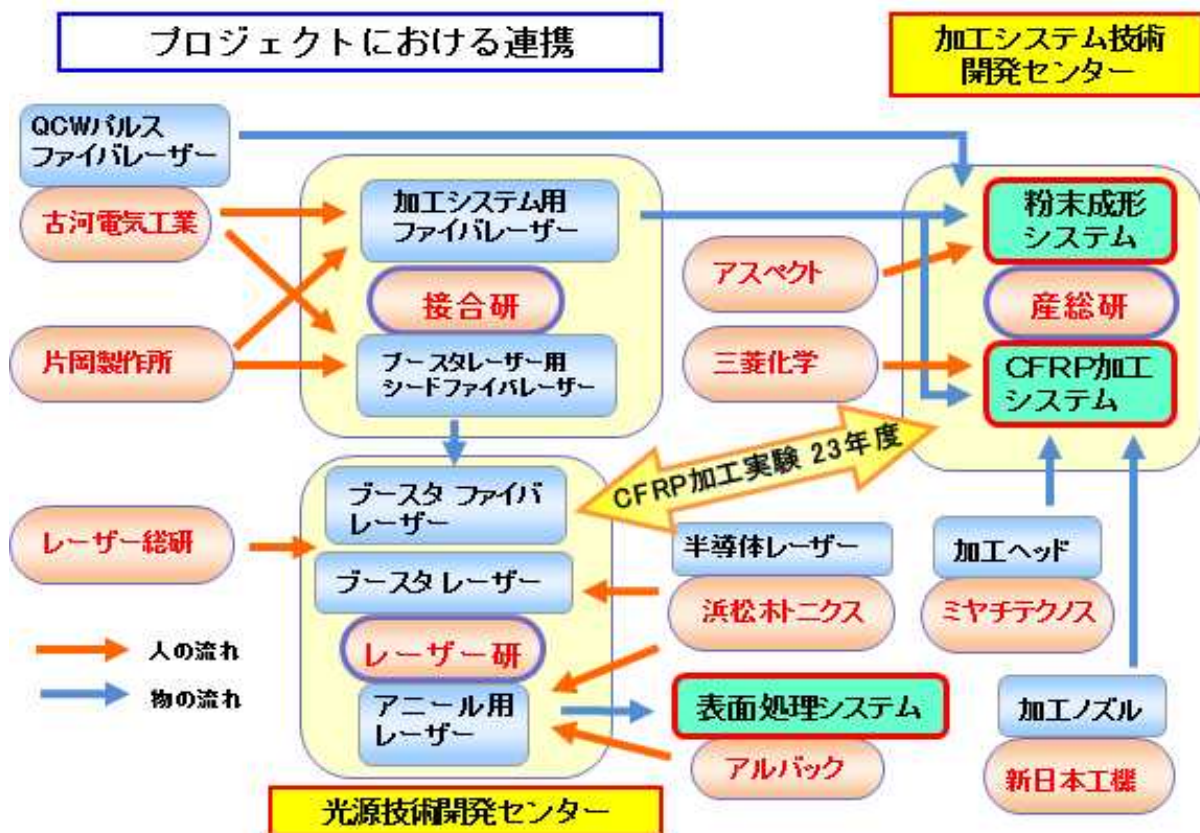 プロジェクトにおける連携
加工システム技術
開発センター
QCWパルス
ファイバレーザー
古河電気工業
片岡製作所
加工システム用
ファイバレーザー
接合研
ブースタレーザー用
シードファイバレーザー
アスペクト
三菱化学
粉末成形
システム
産総研
CFRP加工
システム
CFRP加工実験 23年度
レーザー総研
ブースタ ファイバ
レーザー
ブースタ レーザー
レーザー研
アニール用
レーザー
半導体レーザー
浜松ホトニクス
加工ヘッド
ミヤチテクノス
人の流れ
物の流れ
表面処理システム
アルバック
加工ノズル
新日本工機
光源技術開発センター